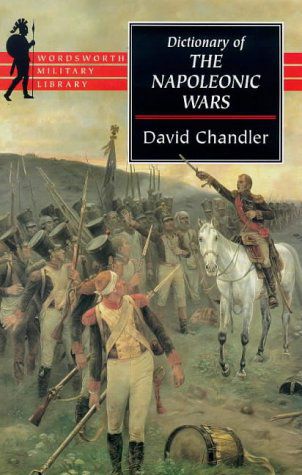 WORDSWORTH
MILITARY
LIBRARY
Dictionary of
THE
NAPOLEONIC
WARS
David Chandler